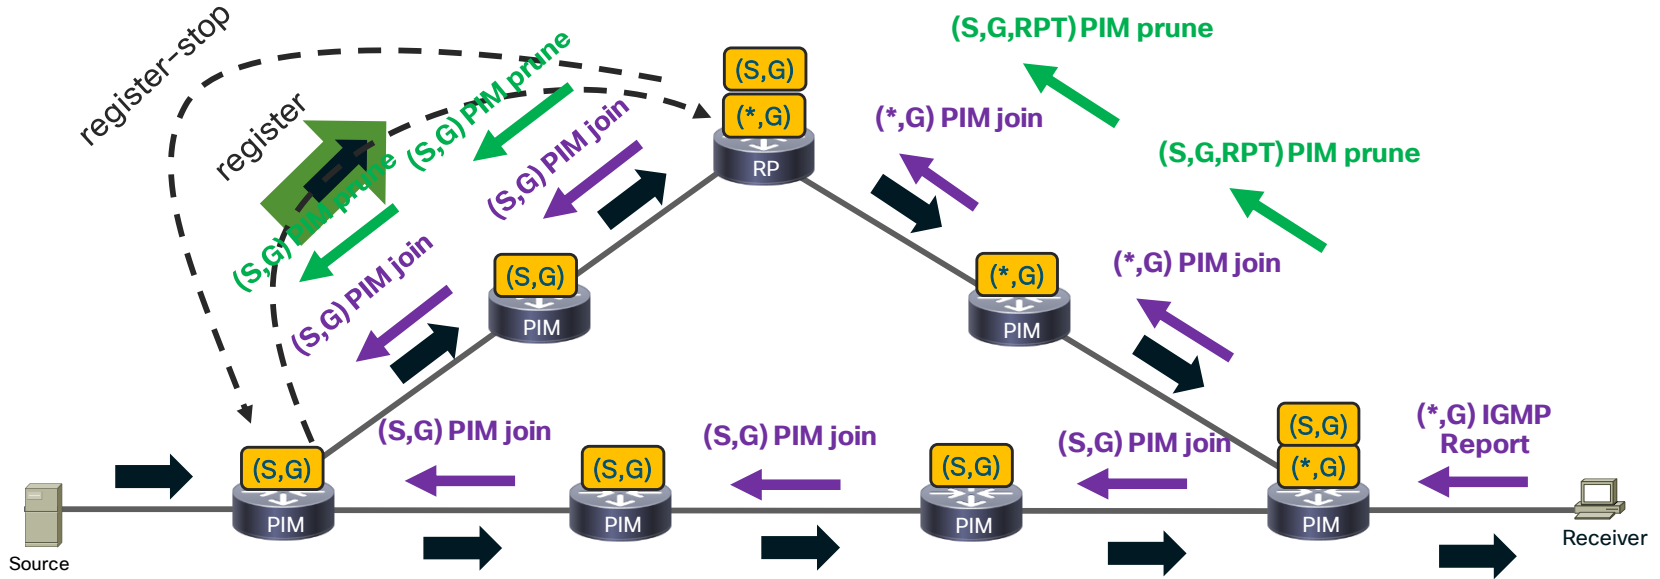 register-stop
register
(S,G) PIM prune
(S,G) PIM prune
(S,G) PIM join
(S,G) PIM join
(S,G)
(*,G)
RP
(S,G,RPT) PIM prune
(*,G) PIM join
(S,G,RPT) PIM prune
(*,G) PIM join
(S,G)
PIM
(*,G)
PIM
(S,G)
PIM
(S,G) PIM join
(S,G)
PIM
(S,G) PIM join
(S,G)
PIM
(S,G) PIM join
(S,G)
(*,G)
PIM
(*,G) IGMP
Report
Source
Receiver